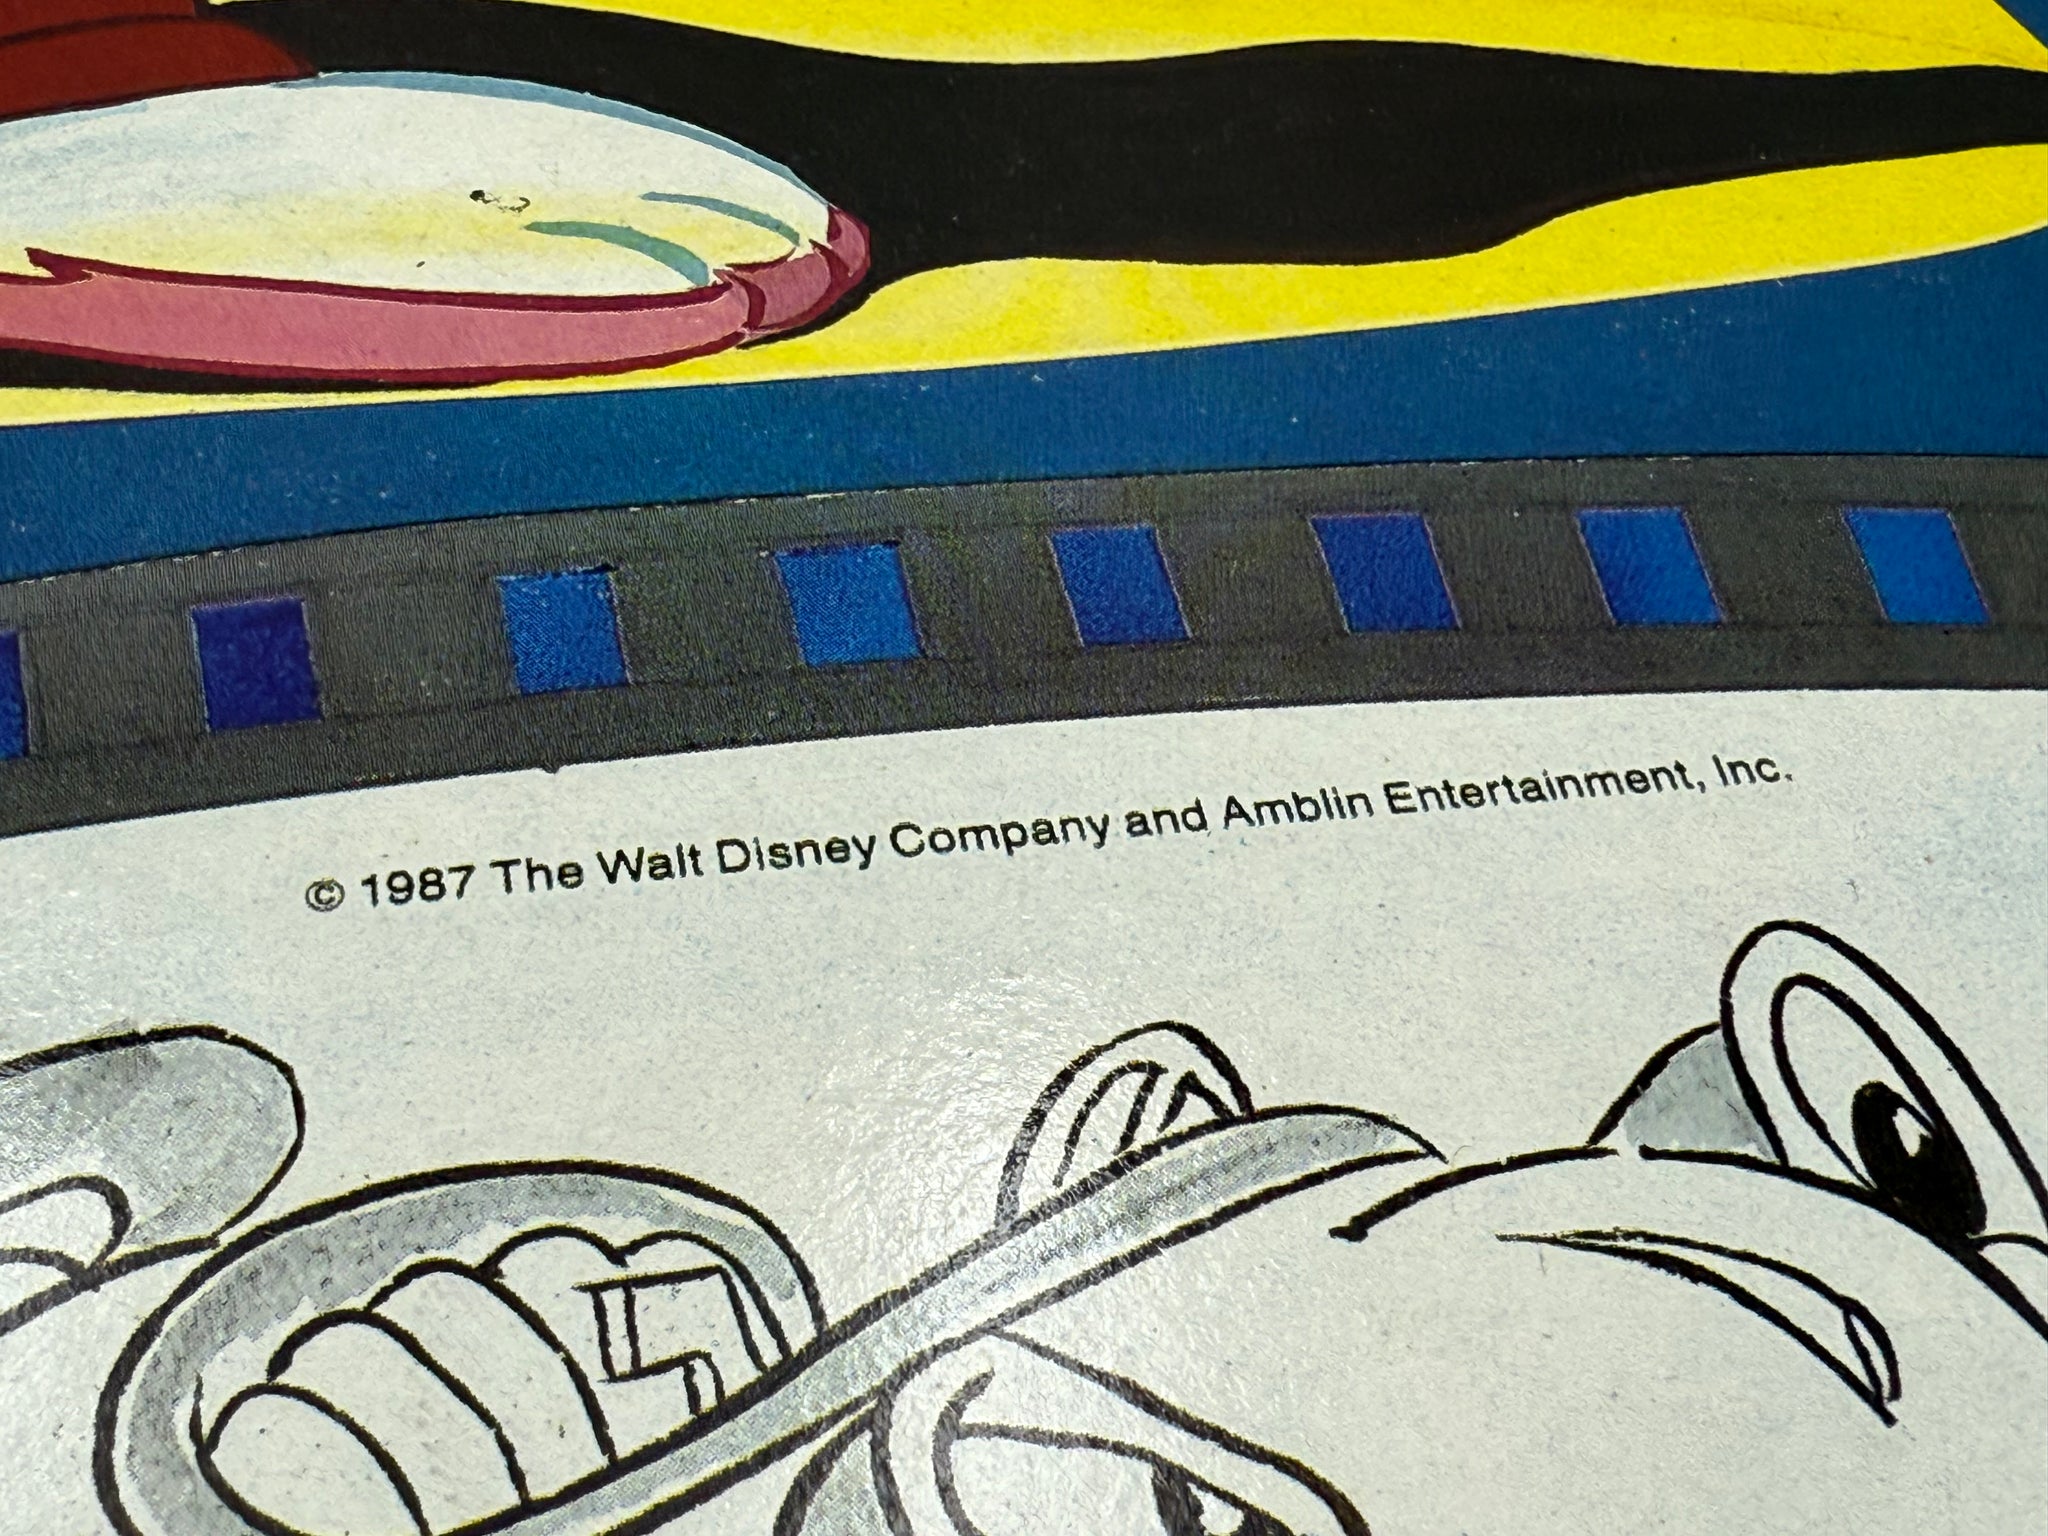 © 1987 The Walt Disney Company and Amblin Entertainment, Inc.